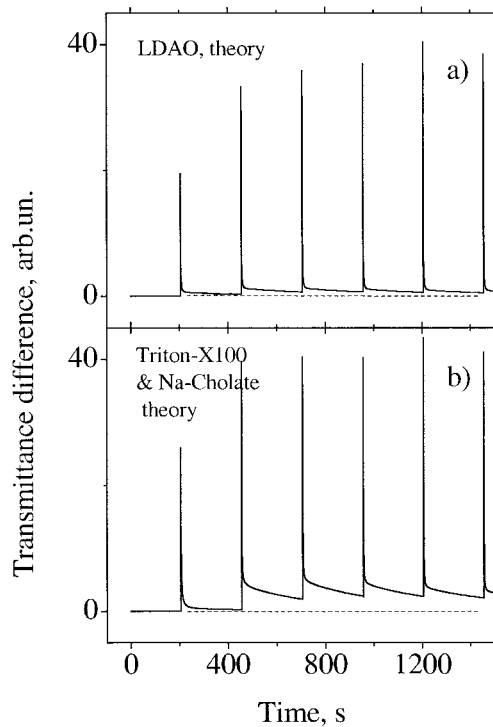 40
LDAO, theory
a)
0
Transmittance difference, arb.un.
40
Triton-X100
& Na-Cholate
theory
b)
0
0 400 800 1200
Time, s